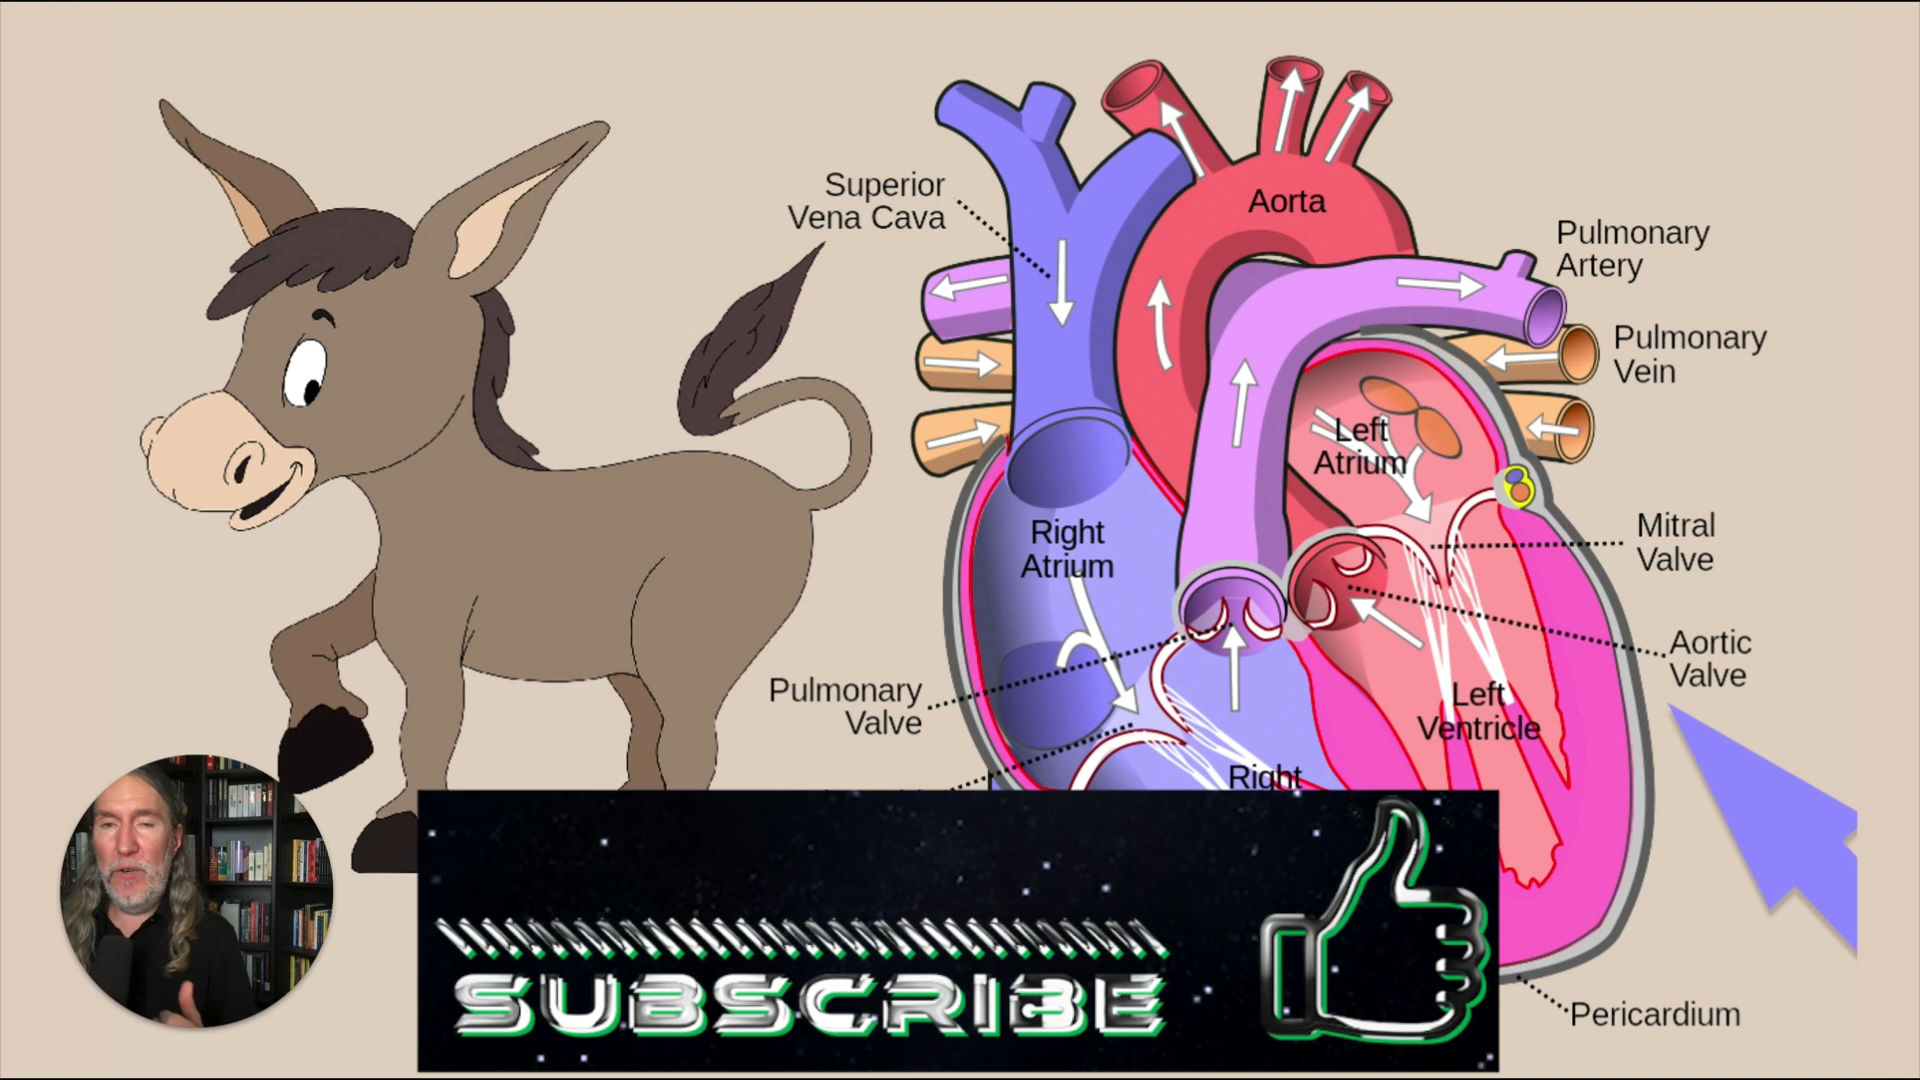 Superior
Vena Cava
Aorta
Pulmonary
Artery
Pulmonary
Vein
Left
Atrium
Right
Atrium
Mitral
Valve
Aortic
Valve
Pulmonary
Valve
Left
Ventricle
Right
SUBSCRIBE
Pericardium